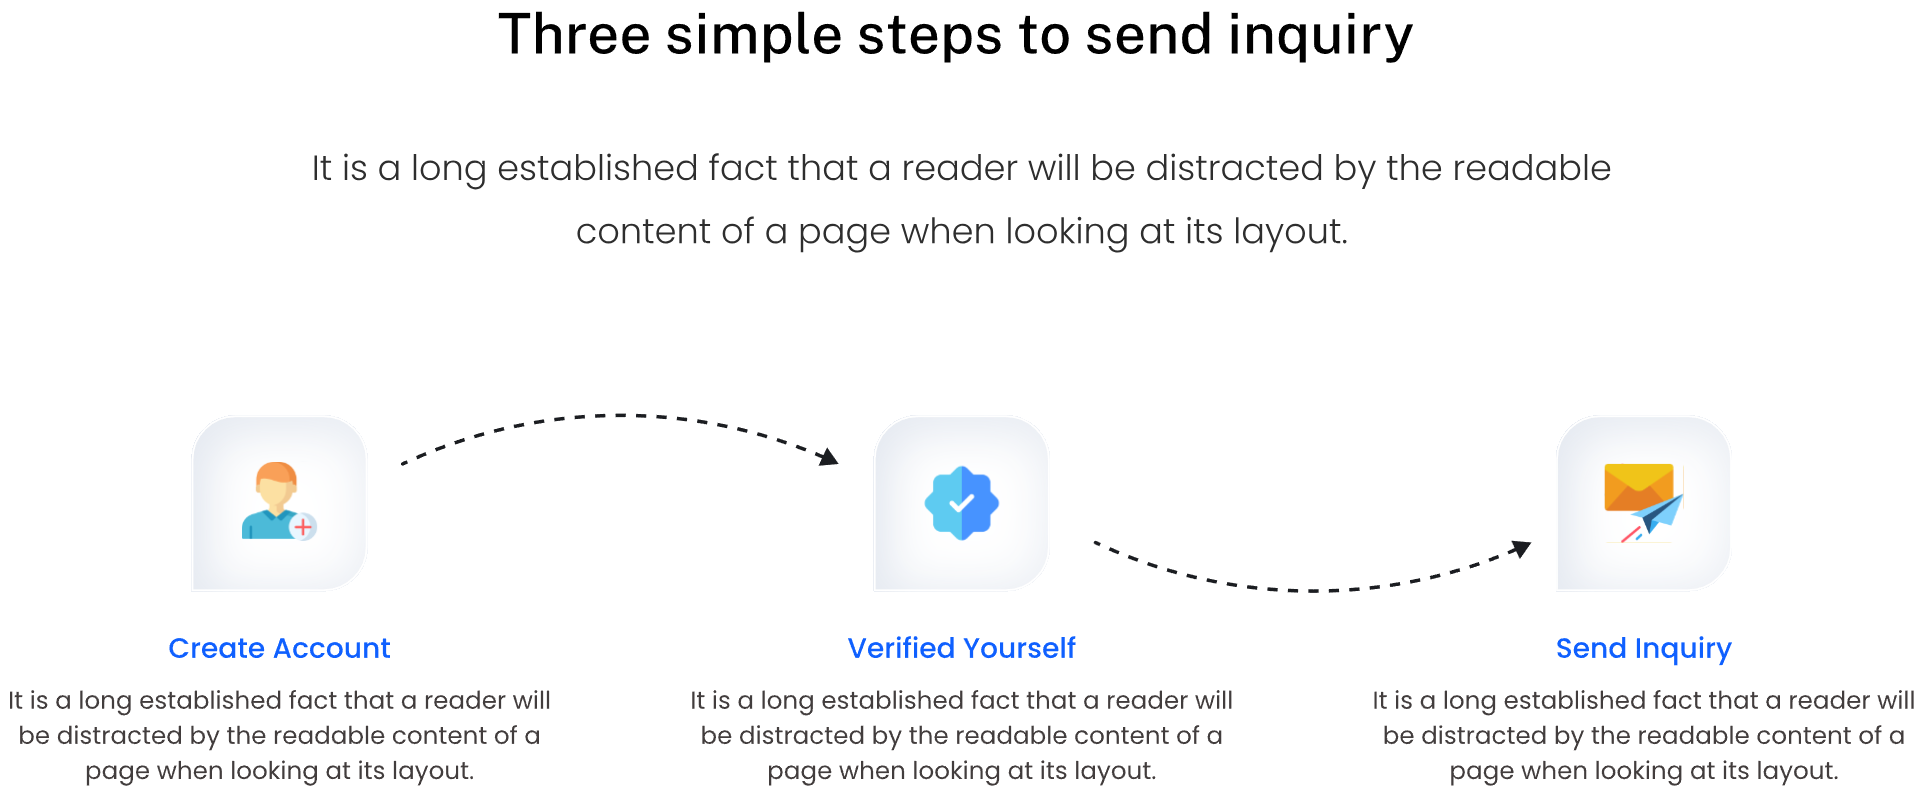 Three simple steps to send inquiry
It is a long established fact that a reader will be distracted by the readable
content of a page when looking at its layout.
Create Account
It is a long established fact that a reader will
be distracted by the readable content of a
page when looking at its layout.
Verified Yourself
It is a long established fact that a reader will
be distracted by the readable content of a
page when looking at its layout.
Send Inquiry
It is a long established fact that a reader will
be distracted by the readable content of a
page when looking at its layout.